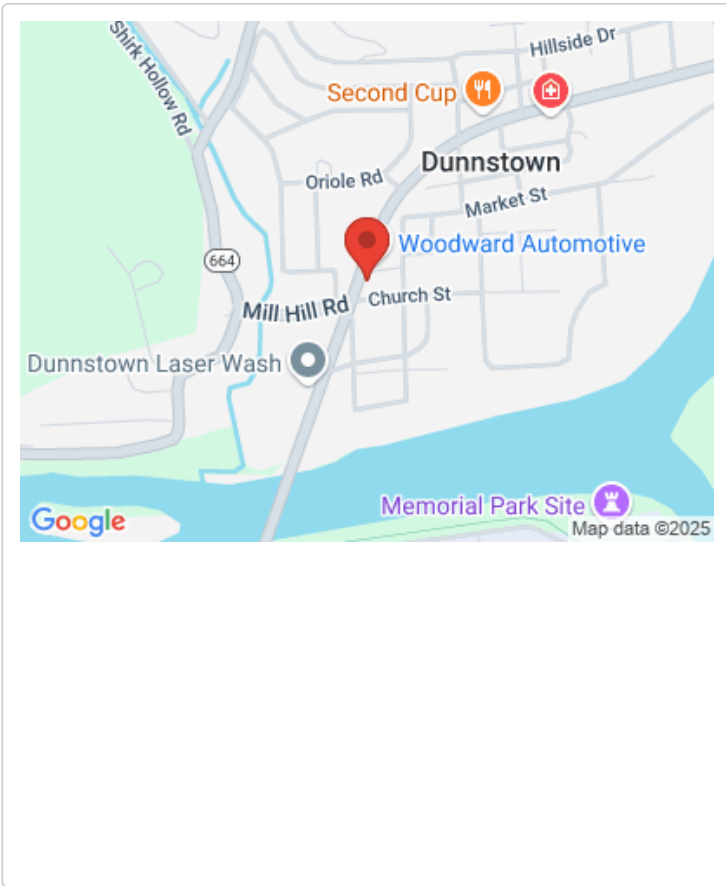 Shirk Hollow Rd
Hillside Dr
Second Cup
Dunnstown
Oriole Rd
Market St
Woodward Automotive
664
Mill Hill Rd
Church St
Dunnstown Laser Wash
Memorial Park Site
Google
Map data ©2025